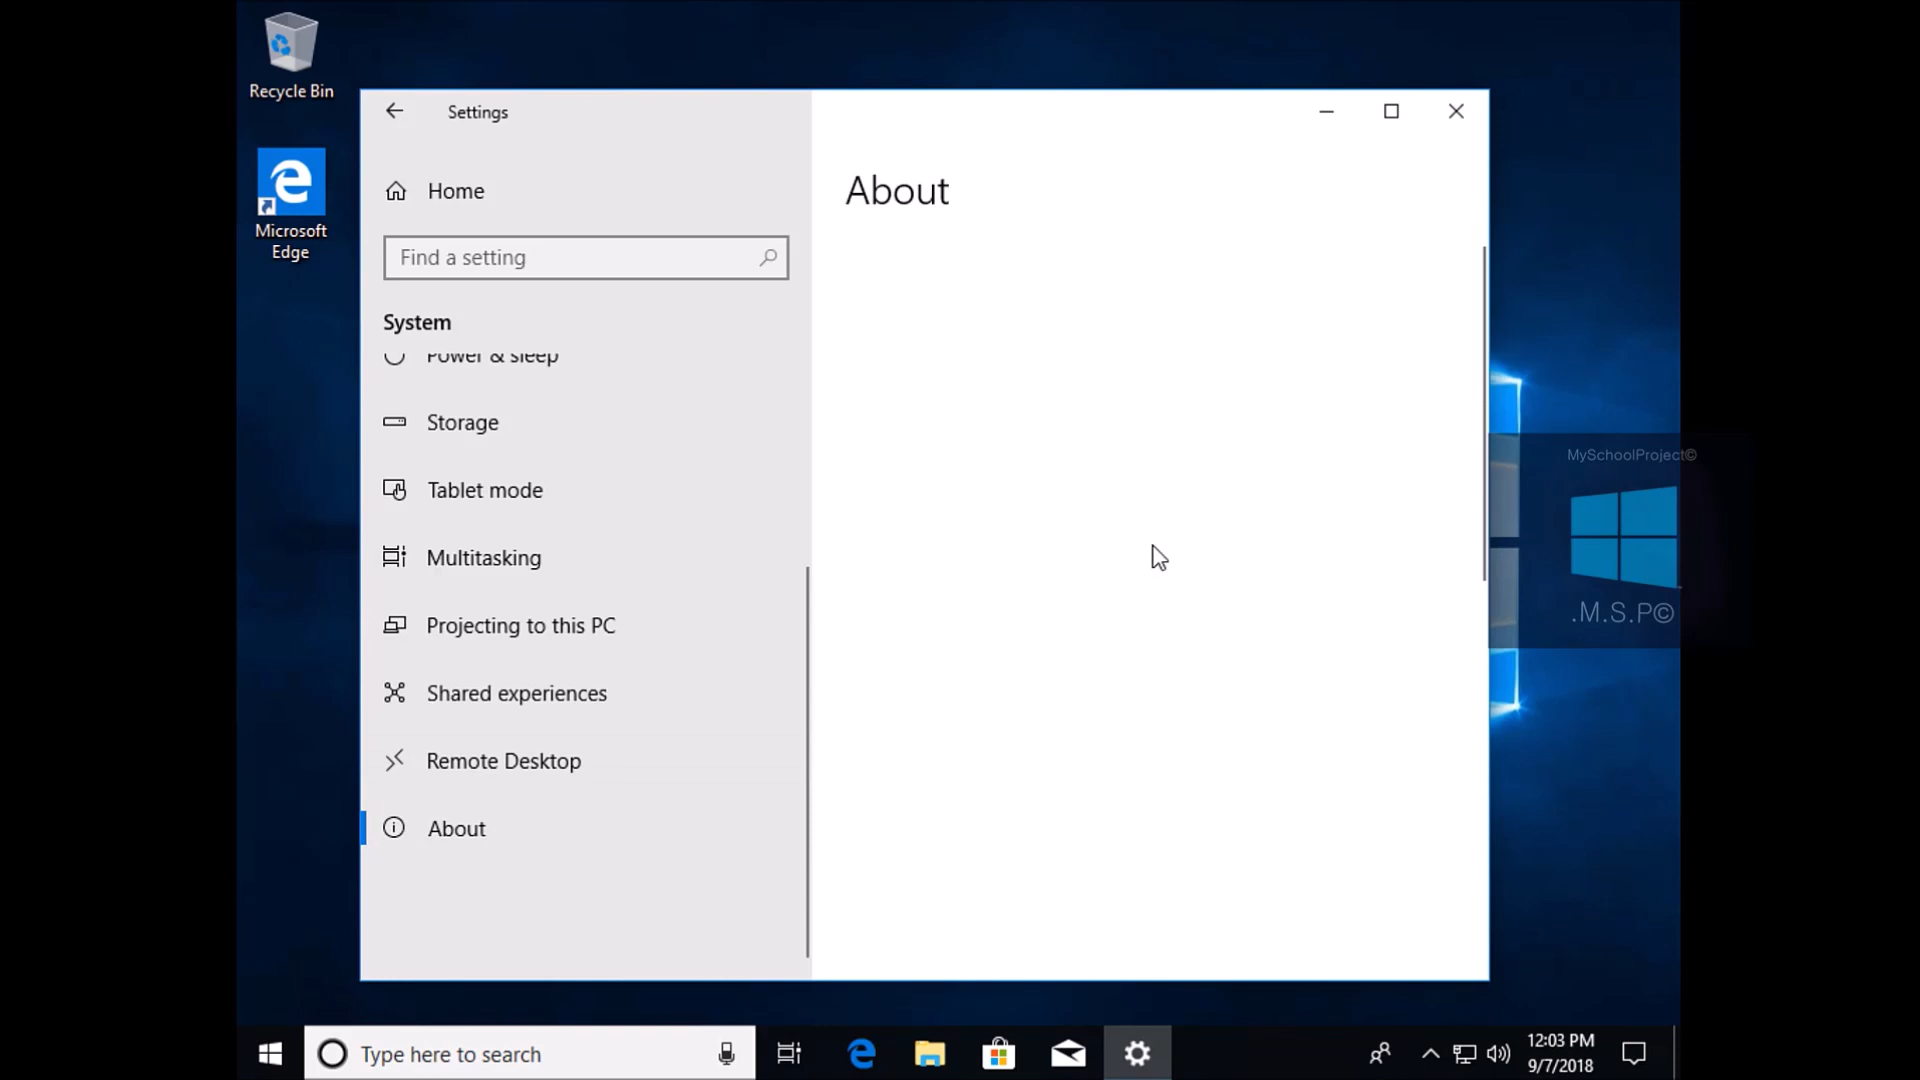 Recycle Bin
Microsoft
Edge
Settings
Home
Find a setting
System
Power & sleep
Storage
Tablet mode
Multitasking
Projecting to this PC
Shared experiences
Remote Desktop
About
About
MySchoolProject©
.M.S.P©
Type here to search
12:03 PM
9/7/2018